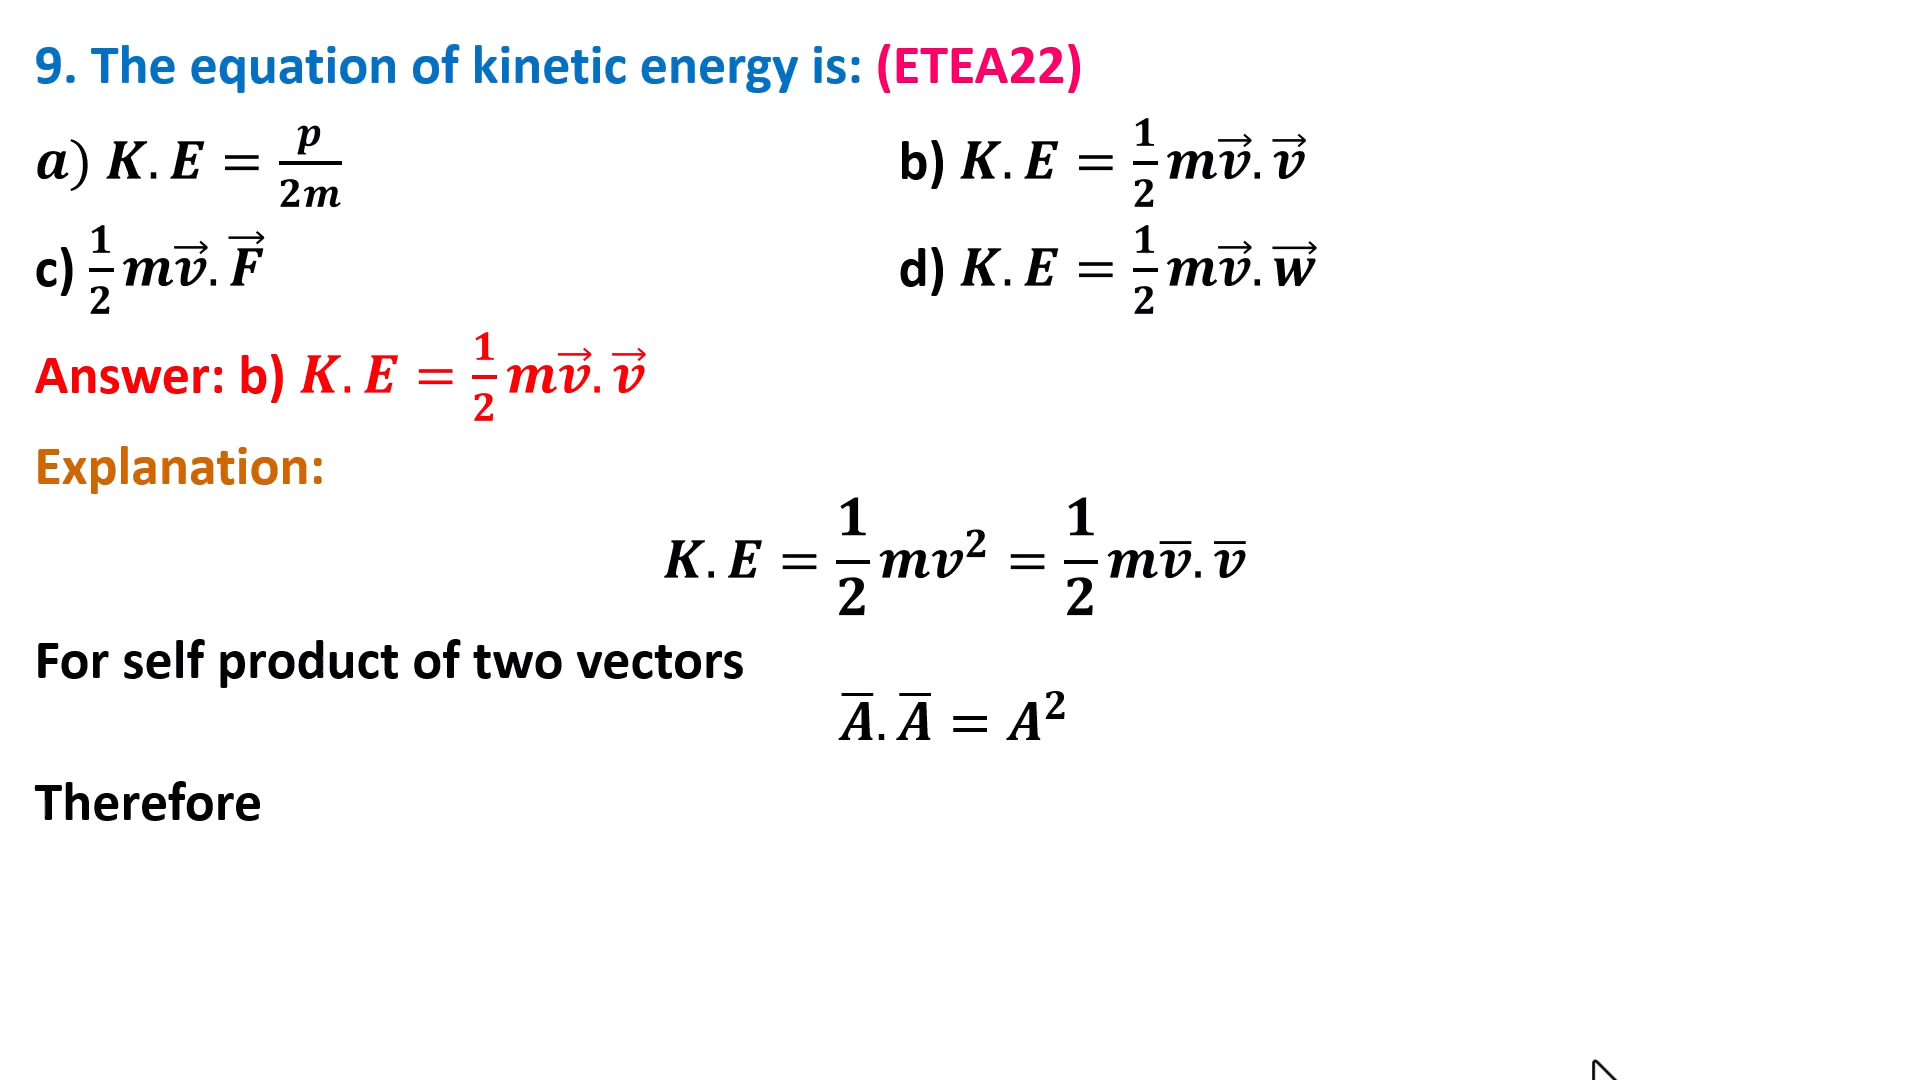 9. The equation of kinetic energy is: (ETEA22)
a) K.E = p/2m b) K.E = 1/2 mv⃗.v⃗
c) 1/2 mv⃗.F⃗ d) K.E = 1/2 mv⃗.w⃗
Answer: b) K.E = 1/2 mv⃗.v⃗
Explanation:
K.E = 1/2 mv² = 1/2 mv̅.v̅
For self product of two vectors
A̅.A̅ = A²
Therefore